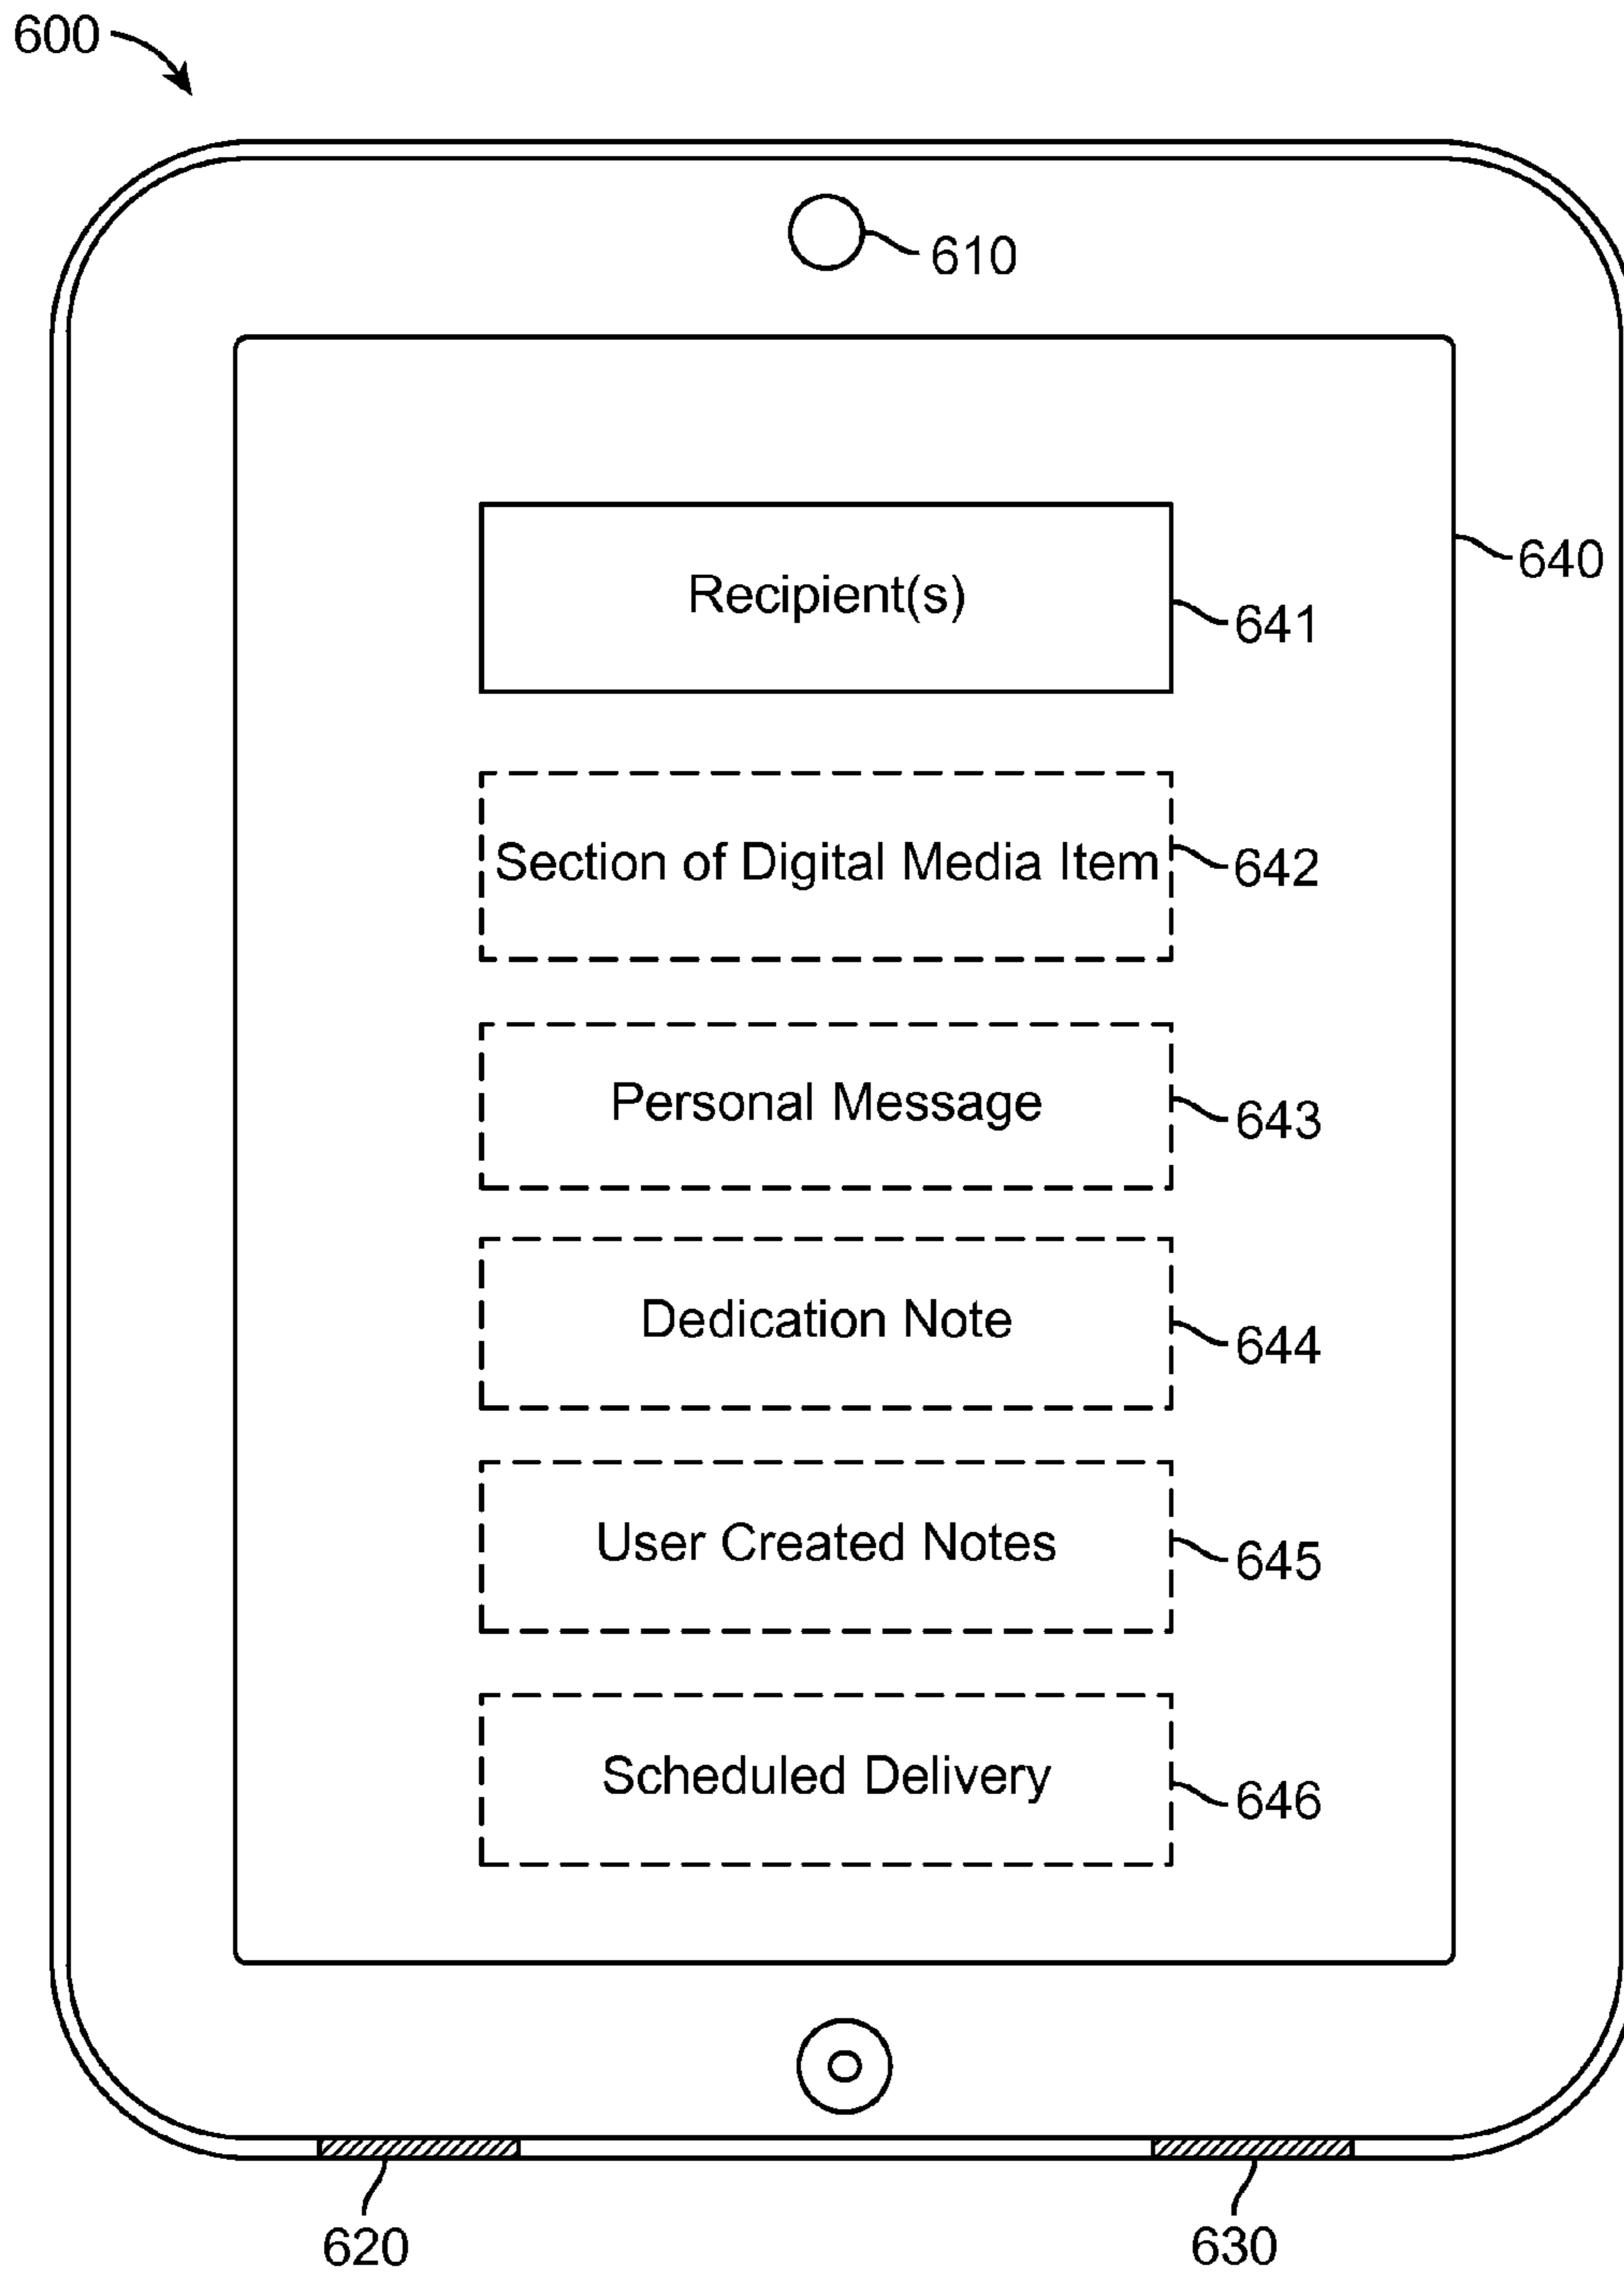 600
610
640
Recipient(s)
641
Section of Digital Media Item
642
Personal Message
643
Dedication Note
644
User Created Notes
645
Scheduled Delivery
646
620
630